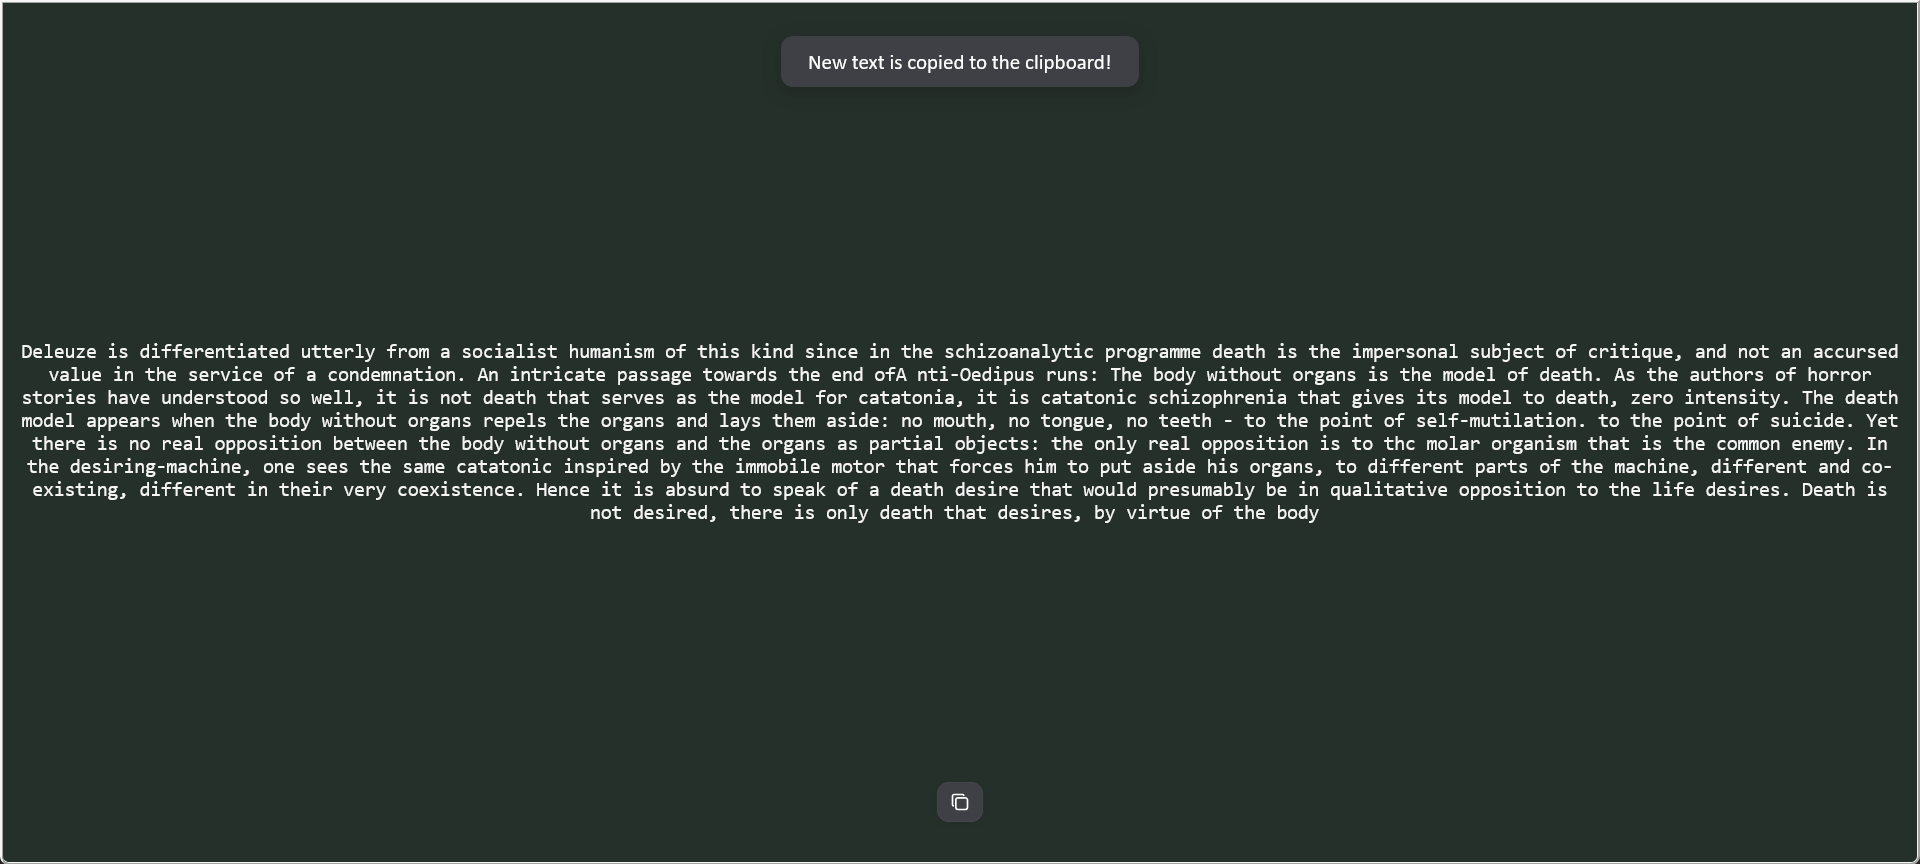 New text is copied to the clipboard!
Deleuze is differentiated utterly from a socialist humanism of this kind since in the schizoanalytic programme death is the impersonal subject of critique, and not an accursed
value in the service of a condemnation. An intricate passage towards the end ofA nti-Oedipus runs: The body without organs is the model of death. As the authors of horror
stories have understood so well, it is not death that serves as the model for catatonia, it is catatonic schizophrenia that gives its model to death, zero intensity. The death
model appears when the body without organs repels the organs and lays them aside: no mouth, no tongue, no teeth - to the point of self-mutilation. to the point of suicide. Yet
there is no real opposition between the body without organs and the organs as partial objects: the only real opposition is to thc molar organism that is the common enemy. In
the desiring-machine, one sees the same catatonic inspired by the immobile motor that forces him to put aside his organs, to different parts of the machine, different and co-
existing, different in their very coexistence. Hence it is absurd to speak of a death desire that would presumably be in qualitative opposition to the life desires. Death is
not desired, there is only death that desires, by virtue of the body